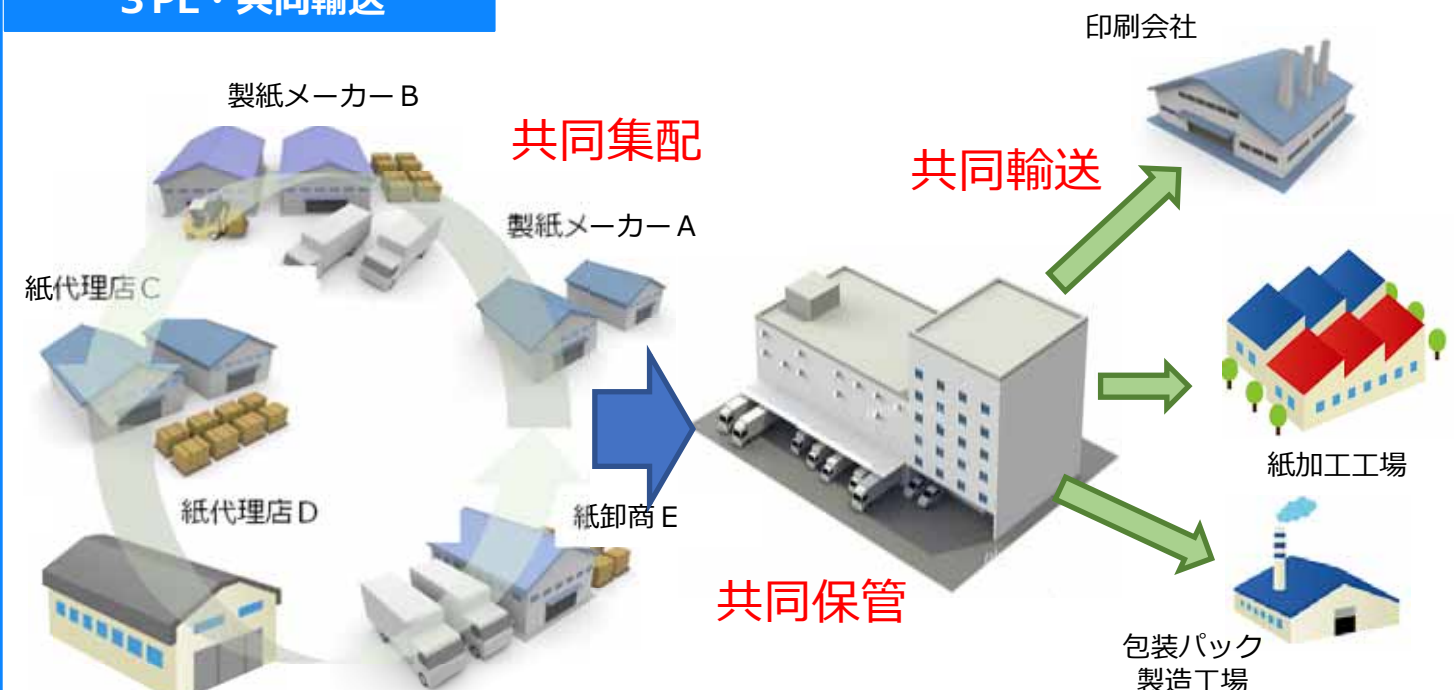 ３PL・共同輸送
印刷会社
製紙メーカーＢ
共同集配
共同輸送
製紙メーカーＡ
紙代理店Ｃ
紙加工工場
紙代理店Ｄ
紙卸商Ｅ
共同保管
包装パック
製造工場